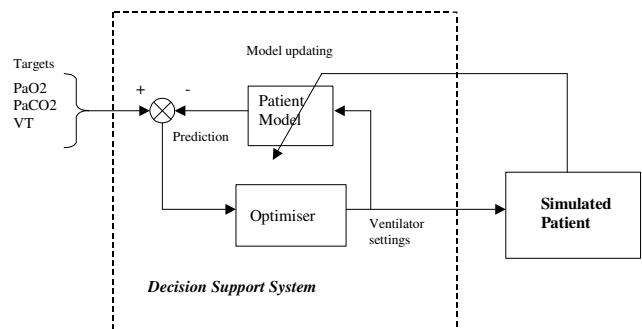 Model updating
Targets
PaO2
PaCO2
VT
+
-
Patient
Model
Prediction
Optimiser
Ventilator
settings
Simulated
Patient
Decision Support System